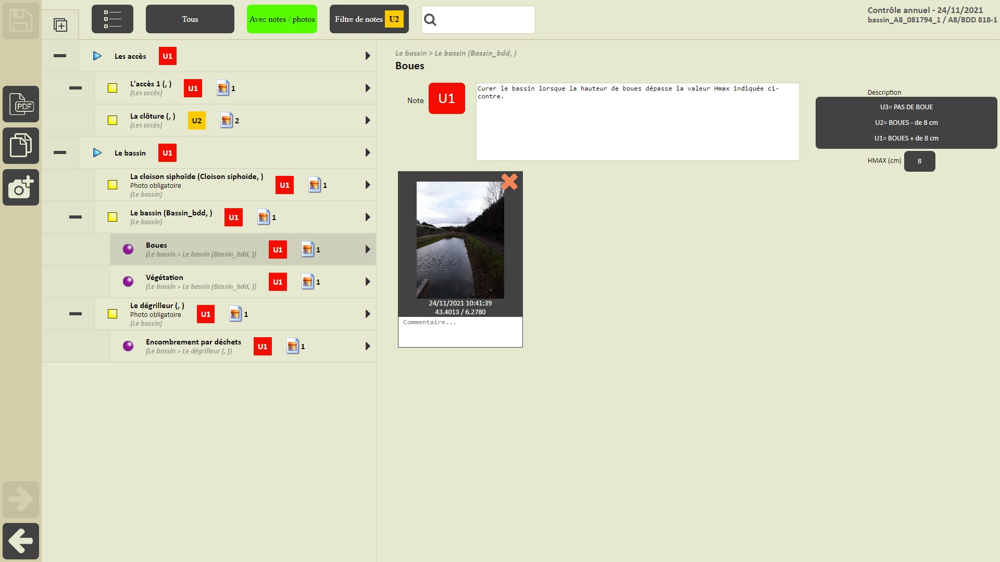 Tous
Avec notes / photos
Filtre de notes U2
Contrôle annuel - 24/11/2021
bassin_A8_081794_1 / A8/BDD 818-1
PDF
Les accès U1
L'accès 1 (, )
(Les accès)
U1 1
La clôture (, )
(Les accès)
U2 2
Le bassin U1
La cloison siphoïde (Cloison siphoide, )
Photo obligatoire
(Le bassin)
U1 1
Le bassin (Bassin_bdd, )
(Le bassin)
U1 1
Boues
(Le bassin > Le bassin (Bassin_bdd, ))
U1 1
Végétation
(Le bassin > Le bassin (Bassin_bdd, ))
U1 1
Le dégrilleur (, )
Photo obligatoire
(Le bassin)
U1 1
Encombrement par déchets
(Le bassin > Le dégrilleur (, ))
U1 1
Le bassin > Le bassin (Bassin_bdd, )
Boues
Note U1
Curer le bassin lorsque la hauteur de boues dépasse la valeur Hmax indiquée ci-
contre.
Description
U3= PAS DE BOUE
U2= BOUES - de 8 cm
U1= BOUES + de 8 cm
HMAX (cm) 8
24/11/2021 10:41:39
43.4013 / 6.2780
Commentaire...